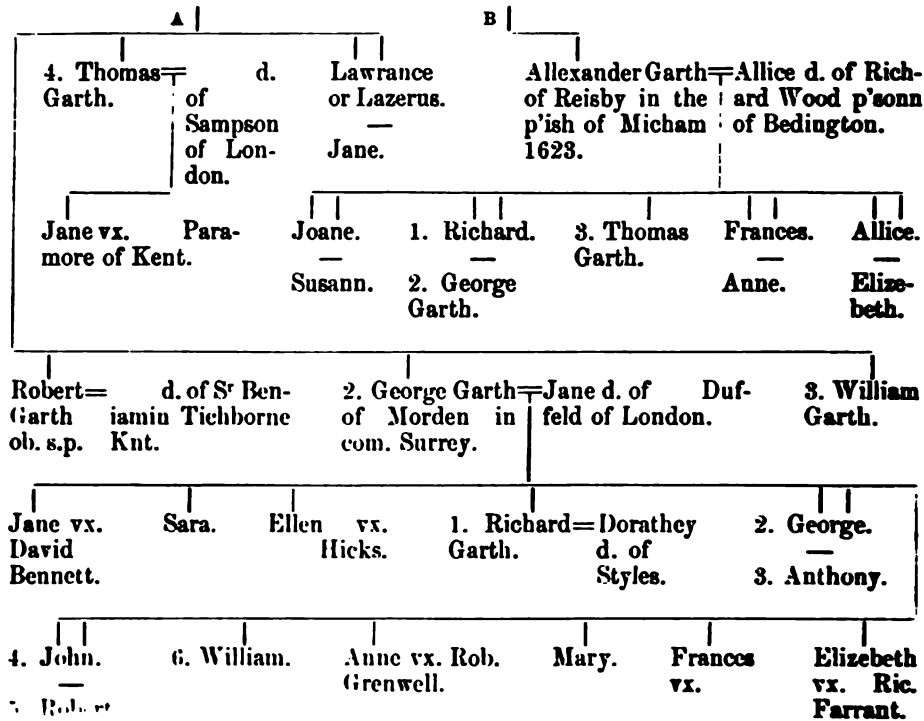 A B
4. Thomas= d. of Sampson of Lon-
Garth. don.
Lawrance
or Lazerus.
—
Jane.
Allexander Garth=Allice d. of Rich-
of Reisby in the ard Wood p'sonn
p'ish of Micham of Bedington.
1623.
Jane vx. Para-
more of Kent.
Joane.
—
Susann.
1. Richard.
—
2. George
Garth.
3. Thomas
Garth.
Frances.
—
Anne.
Allice.
—
Elize-
beth.
Robert= d. of Sr Ben-
Garth iamin Tichborne
ob. s.p. Knt.
2. George Garth=Jane d. of Duf-
of Morden in feld of London.
com. Surrey.
3. William
Garth.
Jane vx.
David
Bennett.
Sara.
Ellen vx.
Hicks.
1. Richard=Dorathey
Garth. d. of
Styles.
2. George.
—
3. Anthony.
4. John.
—
5. Robert
6. William.
Anne vx. Rob.
Grenwell.
Mary.
Frances
vx.
Elizebeth
vx. Ric.
Farrant.